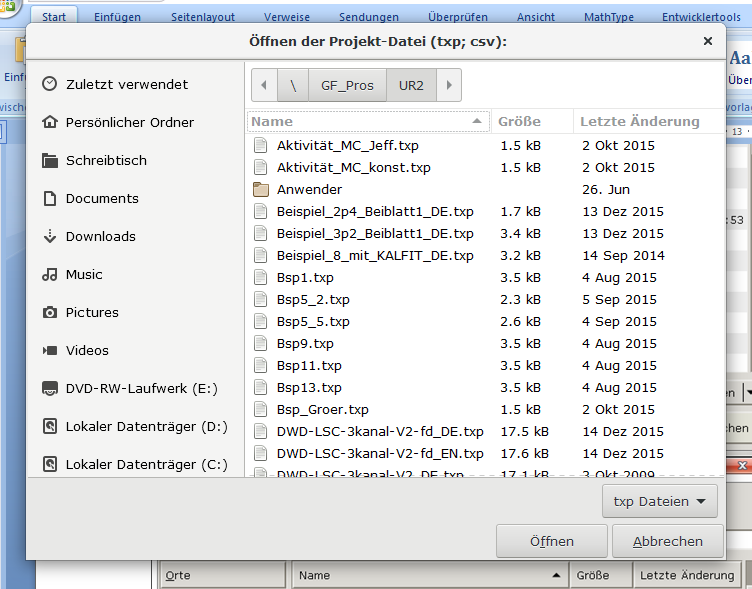 Start Einfügen Seitenlayout Verweise Sendungen Überprüfen Ansicht MathType Entwicklertools
Öffnen der Projekt-Datei (txp; csv):
Zuletzt verwendet
Persönlicher Ordner
Schreibtisch
Documents
Downloads
Music
Pictures
Videos
DVD-RW-Laufwerk (E:)
Lokaler Datenträger (D:)
Lokaler Datenträger (C:)
\ GF_Pros UR2
Name Größe Letzte Änderung
Aktivität_MC_Jeff.txp 1.5 kB 2 Okt 2015
Aktivität_MC_konst.txp 1.5 kB 2 Okt 2015
Anwender 26. Jun
Beispiel_2p4_Beiblatt1_DE.txp 1.7 kB 13 Dez 2015
Beispiel_3p2_Beiblatt1_DE.txp 3.4 kB 13 Dez 2015
Beispiel_8_mit_KALFIT_DE.txp 3.2 kB 14 Sep 2014
Bsp1.txp 3.5 kB 4 Aug 2015
Bsp5_2.txp 2.3 kB 5 Sep 2015
Bsp5_5.txp 2.6 kB 4 Sep 2015
Bsp9.txp 3.5 kB 4 Aug 2015
Bsp11.txp 3.5 kB 4 Aug 2015
Bsp13.txp 3.5 kB 4 Aug 2015
Bsp_Groer.txp 1.5 kB 2 Okt 2015
DWD-LSC-3kanal-V2-fd_DE.txp 17.5 kB 14 Dez 2015
DWD-LSC-3kanal-V2-fd_EN.txp 17.6 kB 14 Dez 2015
DWD-LSC-3kanal-V2_DE.txp 17.1 kB 3 Okt 2009
txp Dateien
Öffnen Abbrechen
Aa
Über
13
:53
en
hen
Orte Name Größe Letzte Änderung